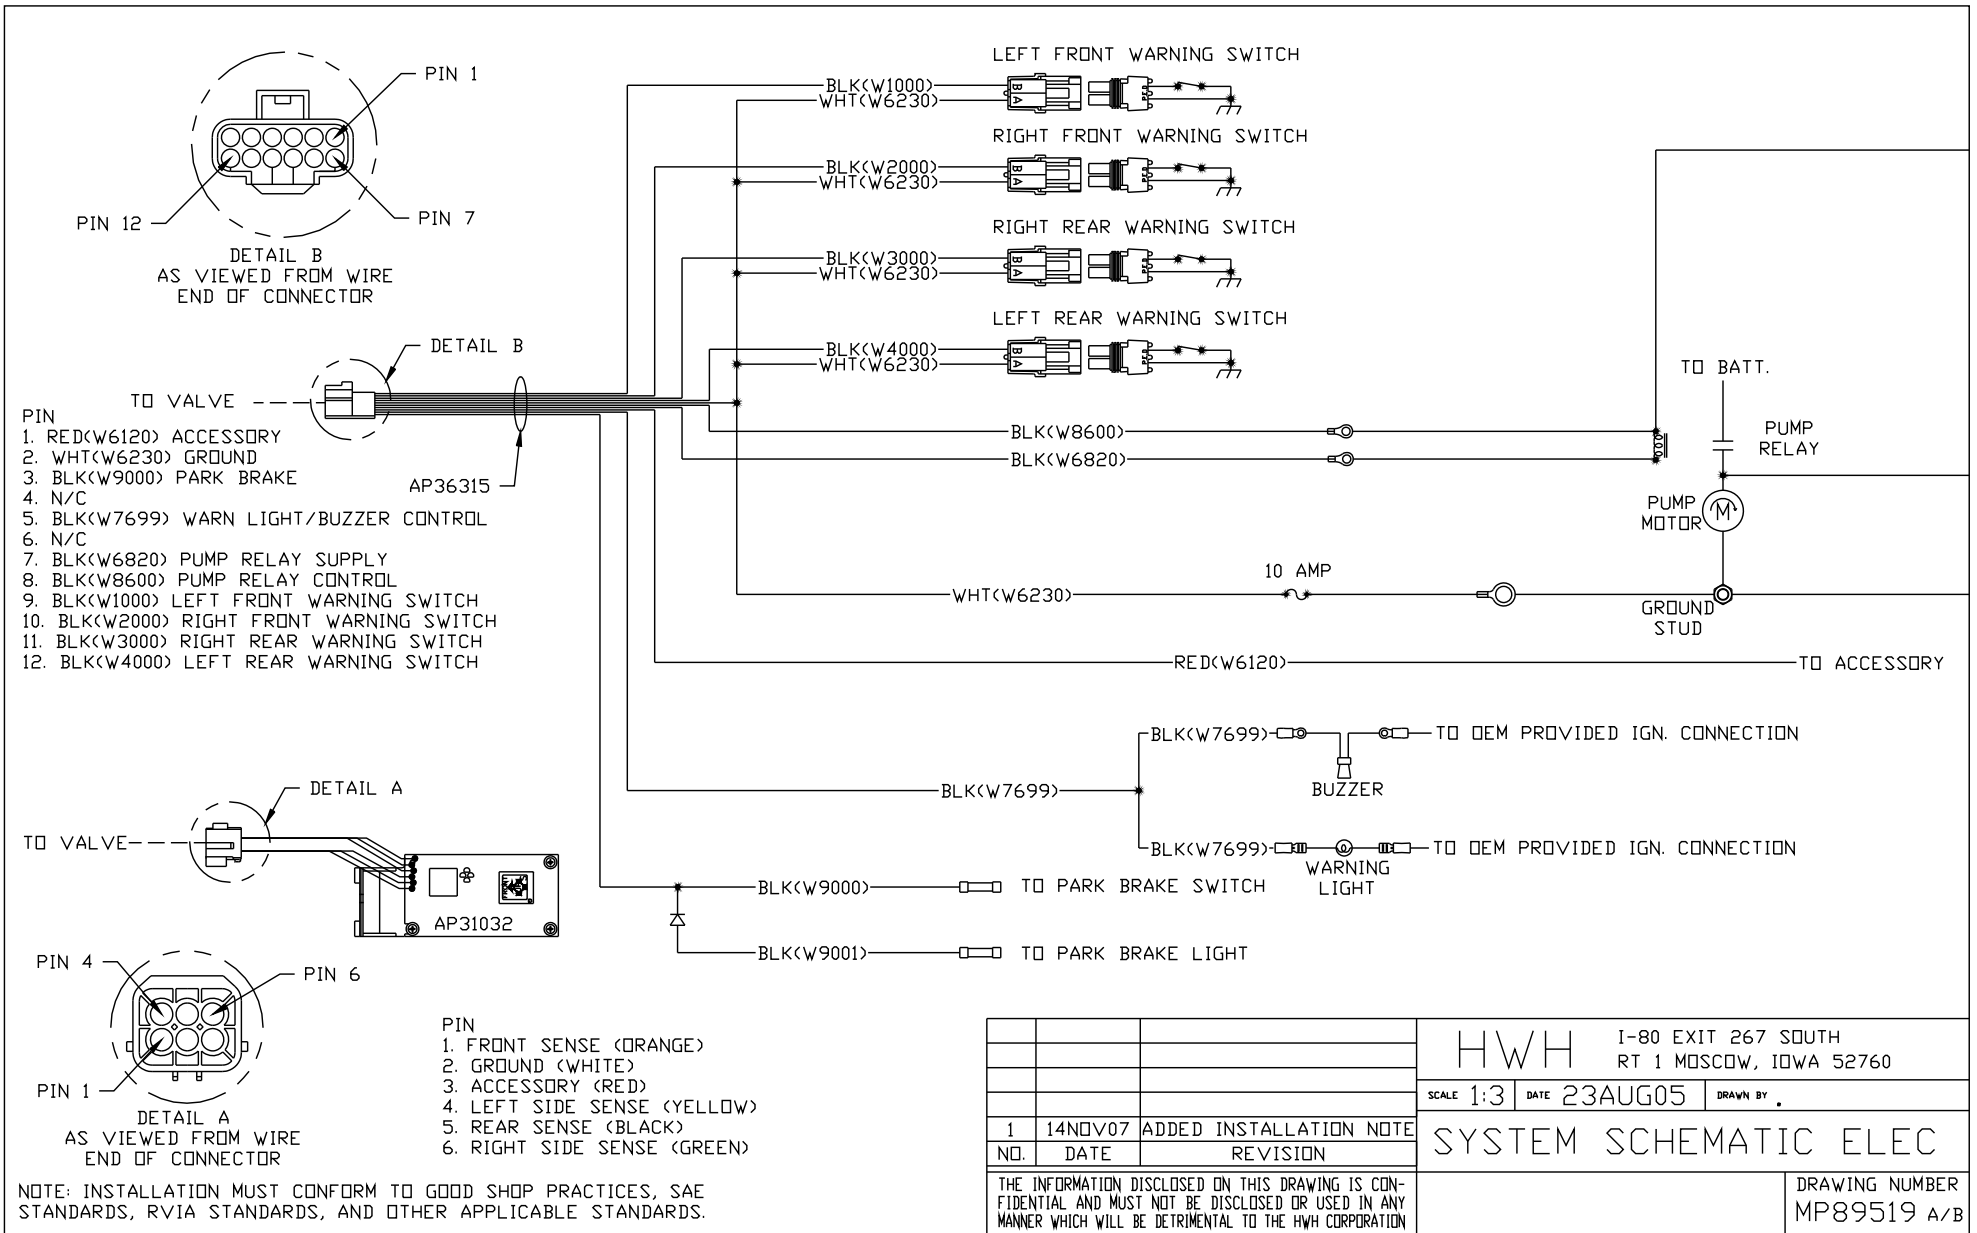 PIN 1
PIN 12
PIN 7
DETAIL B
AS VIEWED FROM WIRE
END OF CONNECTOR
LEFT FRONT WARNING SWITCH
BLK(W1000)
WHT(W6230)
B
A
RIGHT FRONT WARNING SWITCH
BLK(W2000)
WHT(W6230)
B
A
RIGHT REAR WARNING SWITCH
BLK(W3000)
WHT(W6230)
B
A
LEFT REAR WARNING SWITCH
BLK(W4000)
WHT(W6230)
B
A
DETAIL B
TO VALVE
AP36315
PIN
1. RED(W6120) ACCESSORY
2. WHT(W6230) GROUND
3. BLK(W9000) PARK BRAKE
4. N/C
5. BLK(W7699) WARN LIGHT/BUZZER CONTROL
6. N/C
7. BLK(W6820) PUMP RELAY SUPPLY
8. BLK(W8600) PUMP RELAY CONTROL
9. BLK(W1000) LEFT FRONT WARNING SWITCH
10. BLK(W2000) RIGHT FRONT WARNING SWITCH
11. BLK(W3000) RIGHT REAR WARNING SWITCH
12. BLK(W4000) LEFT REAR WARNING SWITCH
BLK(W8600)
BLK(W6820)
TO BATT.
PUMP
RELAY
PUMP
MOTOR
M
10 AMP
WHT(W6230)
GROUND
STUD
RED(W6120)
TO ACCESSORY
BLK(W7699)
TO OEM PROVIDED IGN. CONNECTION
BUZZER
BLK(W7699)
BLK(W7699)
TO OEM PROVIDED IGN. CONNECTION
WARNING
LIGHT
BLK(W9000)
TO PARK BRAKE SWITCH
BLK(W9001)
TO PARK BRAKE LIGHT
DETAIL A
TO VALVE
AP31032
PIN 4
PIN 6
PIN 1
DETAIL A
AS VIEWED FROM WIRE
END OF CONNECTOR
PIN
1. FRONT SENSE (ORANGE)
2. GROUND (WHITE)
3. ACCESSORY (RED)
4. LEFT SIDE SENSE (YELLOW)
5. REAR SENSE (BLACK)
6. RIGHT SIDE SENSE (GREEN)
NOTE: INSTALLATION MUST CONFORM TO GOOD SHOP PRACTICES, SAE
STANDARDS, RVIA STANDARDS, AND OTHER APPLICABLE STANDARDS.
1 14NOV07 ADDED INSTALLATION NOTE
NO. DATE REVISION
THE INFORMATION DISCLOSED ON THIS DRAWING IS CON-
FIDENTIAL AND MUST NOT BE DISCLOSED OR USED IN ANY
MANNER WHICH WILL BE DETRIMENTAL TO THE HWH CORPORATION
HWH
I-80 EXIT 267 SOUTH
RT 1 MOSCOW, IOWA 52760
SCALE 1:3 DATE 23AUG05 DRAWN BY .
SYSTEM SCHEMATIC ELEC
DRAWING NUMBER
MP89519 A/B